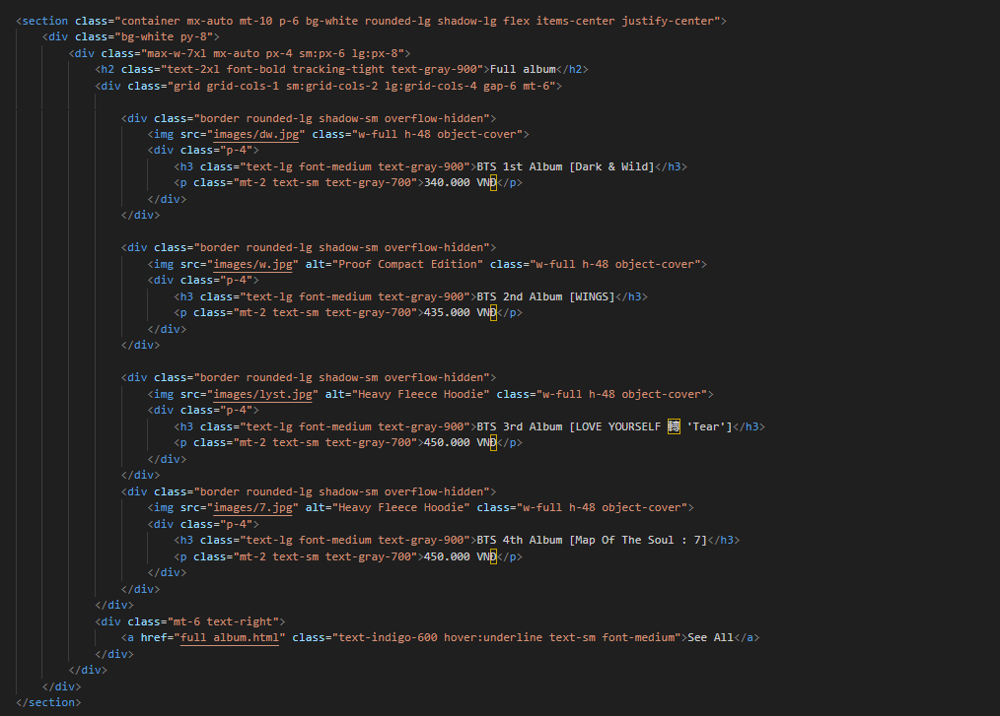 <section class="container mx-auto mt-10 p-6 bg-white rounded-lg shadow-lg flex items-center justify-center">
<div class="bg-white py-8">
<div class="max-w-7xl mx-auto px-4 sm:px-6 lg:px-8">
<h2 class="text-2xl font-bold tracking-tight text-gray-900">Full album</h2>
<div class="grid grid-cols-1 sm:grid-cols-2 lg:grid-cols-4 gap-6 mt-6">
<div class="border rounded-lg shadow-sm overflow-hidden">
<img src="images/dw.jpg" class="w-full h-48 object-cover">
<div class="p-4">
<h3 class="text-lg font-medium text-gray-900">BTS 1st Album [Dark & Wild]</h3>
<p class="mt-2 text-sm text-gray-700">340.000 VNĐ</p>
</div>
</div>
<div class="border rounded-lg shadow-sm overflow-hidden">
<img src="images/w.jpg" alt="Proof Compact Edition" class="w-full h-48 object-cover">
<div class="p-4">
<h3 class="text-lg font-medium text-gray-900">BTS 2nd Album [WINGS]</h3>
<p class="mt-2 text-sm text-gray-700">435.000 VNĐ</p>
</div>
</div>
<div class="border rounded-lg shadow-sm overflow-hidden">
<img src="images/lyst.jpg" alt="Heavy Fleece Hoodie" class="w-full h-48 object-cover">
<div class="p-4">
<h3 class="text-lg font-medium text-gray-900">BTS 3rd Album [LOVE YOURSELF 轉 'Tear']</h3>
<p class="mt-2 text-sm text-gray-700">450.000 VNĐ</p>
</div>
</div>
<div class="border rounded-lg shadow-sm overflow-hidden">
<img src="images/7.jpg" alt="Heavy Fleece Hoodie" class="w-full h-48 object-cover">
<div class="p-4">
<h3 class="text-lg font-medium text-gray-900">BTS 4th Album [Map Of The Soul : 7]</h3>
<p class="mt-2 text-sm text-gray-700">450.000 VNĐ</p>
</div>
</div>
</div>
<div class="mt-6 text-right">
<a href="full album.html" class="text-indigo-600 hover:underline text-sm font-medium">See All</a>
</div>
</div>
</div>
</section>